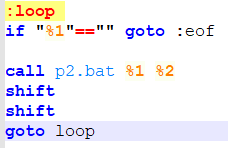 :loop
if "%1"=="" goto :eof

call p2.bat %1 %2
shift
shift
goto loop